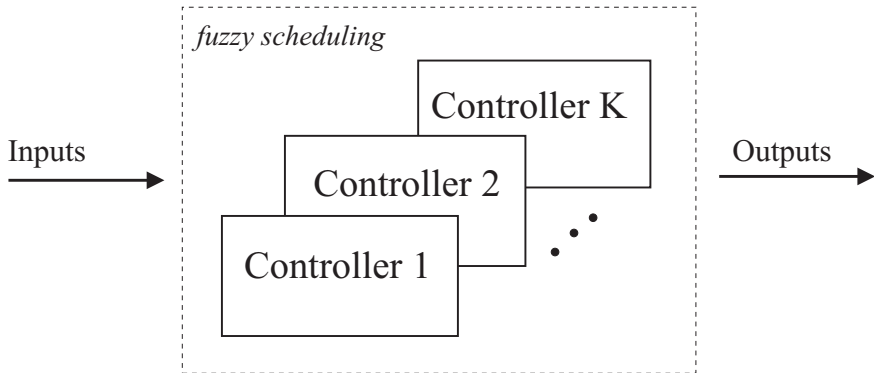 fuzzy scheduling
Controller K
Inputs
Outputs
Controller 2
Controller 1